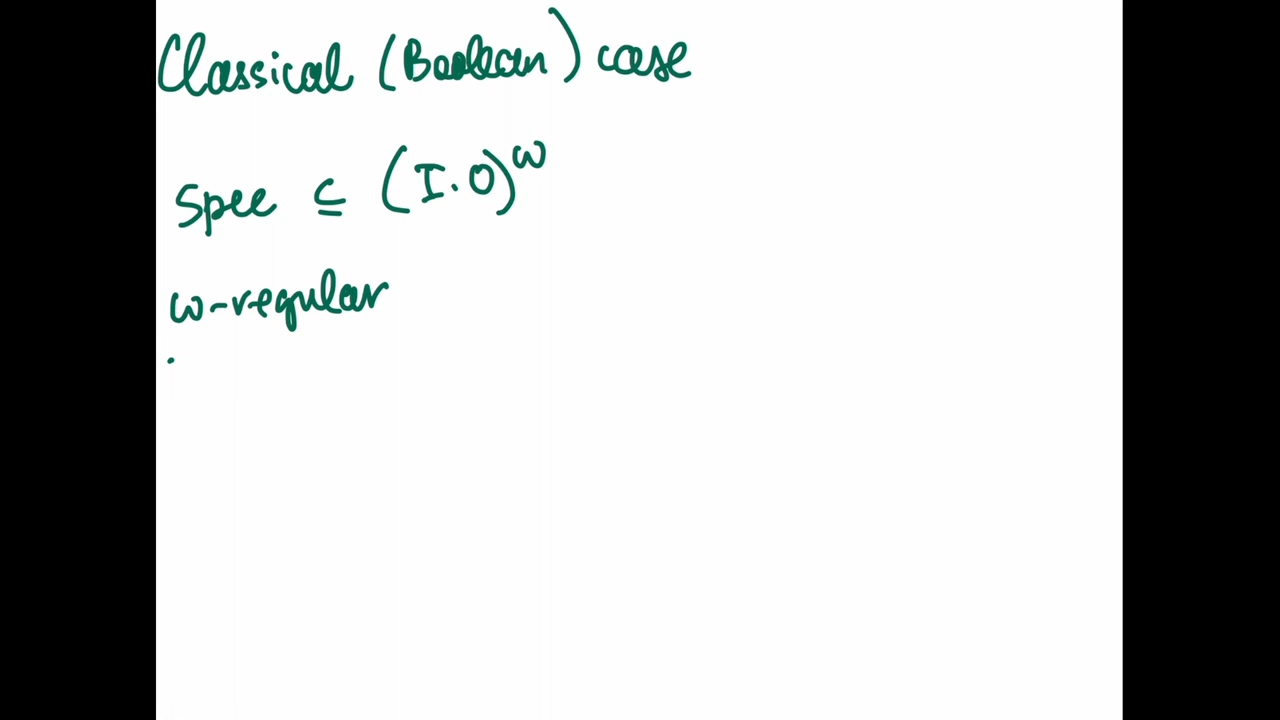 Classical (Boolean) case
Spec ⊆ (I.O)^ω
ω-regular